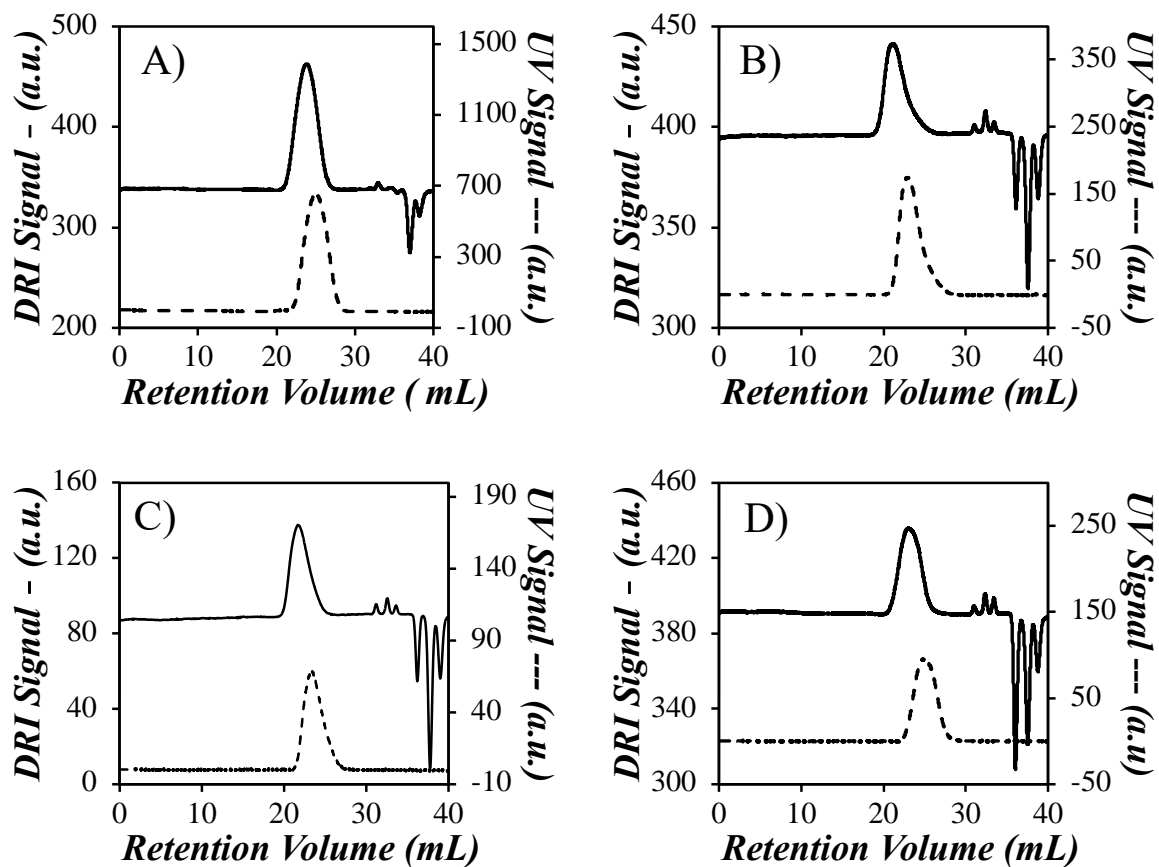 A)
DRI Signal – (a.u.)
500
400
300
200
UV Signal --- (a.u.)
1500
1100
700
300
-100
0 10 20 30 40
Retention Volume ( mL)
B)
DRI Signal – (a.u.)
450
400
350
300
UV Signal --- (a.u.)
350
250
150
50
-50
0 10 20 30 40
Retention Volume (mL)
C)
DRI Signal – (a.u.)
160
120
80
40
0
UV Signal --- (a.u.)
190
140
90
40
-10
0 10 20 30 40
Retention Volume (mL)
D)
DRI Signal – (a.u.)
460
420
380
340
300
UV Signal --- (a.u)
250
150
50
-50
0 10 20 30 40
Retention Volume (mL)